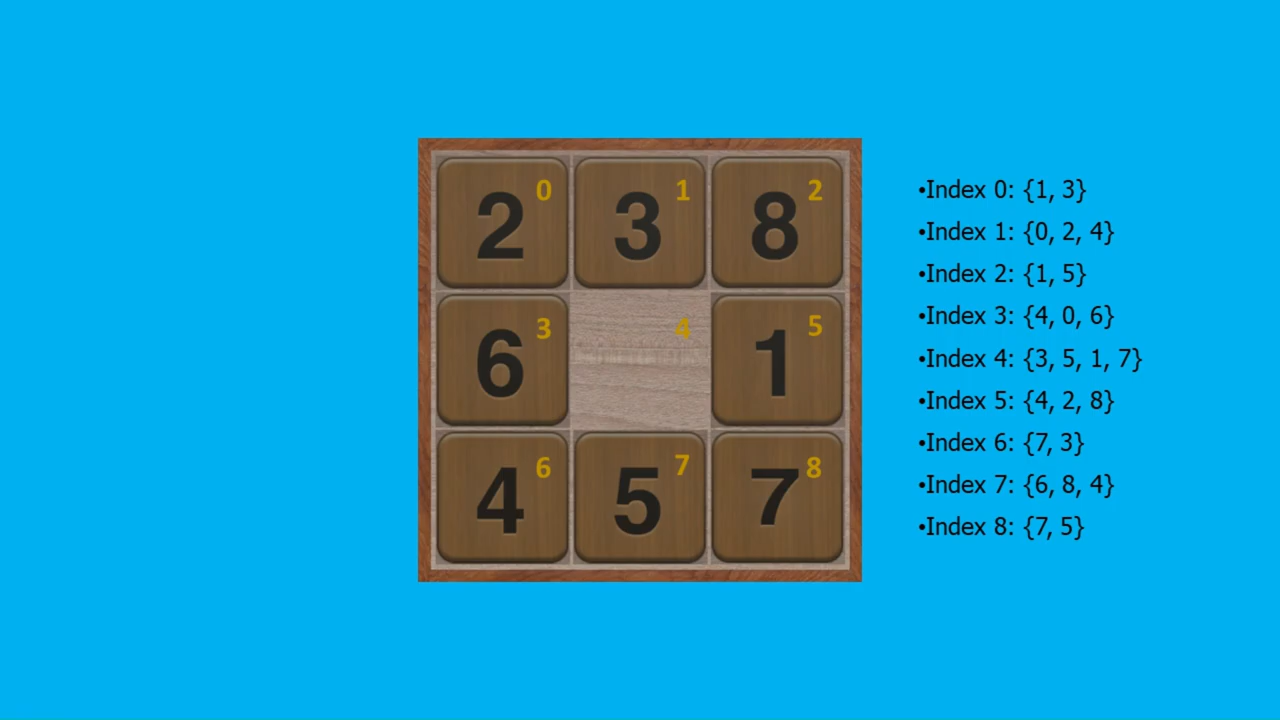 2 0 3 1 8 2
6 3 4 1 5
4 6 5 7 7 8
•Index 0: {1, 3}
•Index 1: {0, 2, 4}
•Index 2: {1, 5}
•Index 3: {4, 0, 6}
•Index 4: {3, 5, 1, 7}
•Index 5: {4, 2, 8}
•Index 6: {7, 3}
•Index 7: {6, 8, 4}
•Index 8: {7, 5}